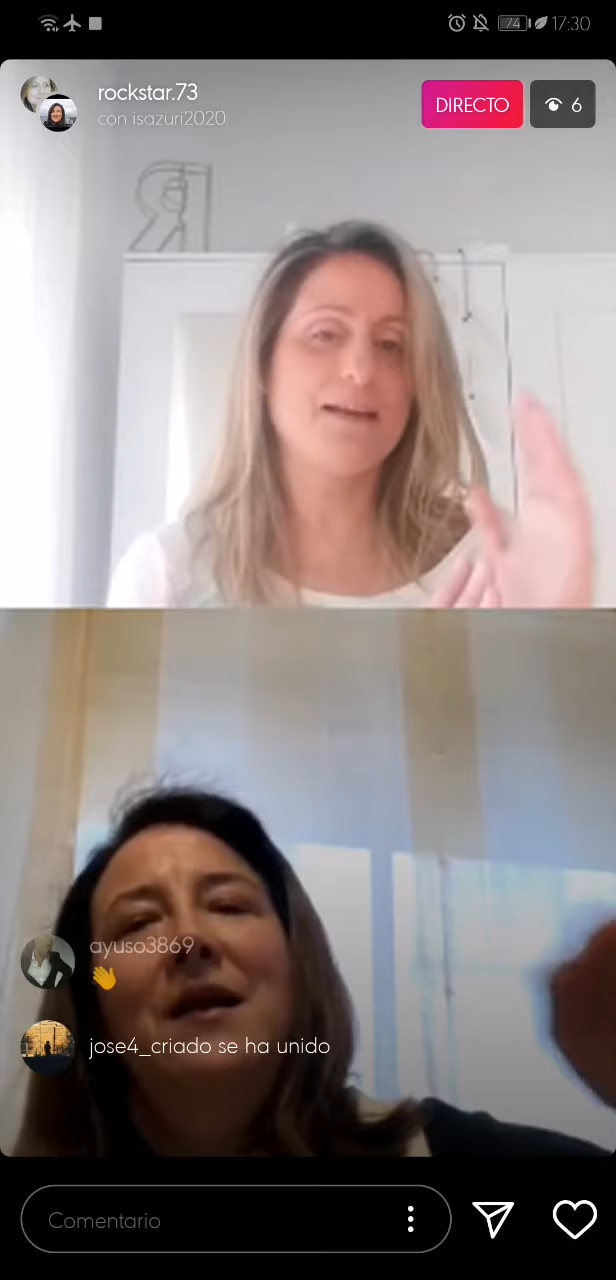 74
17:30
rockstar.73
con isazuri2020
DIRECTO
6
R
ayuso3869
👋
jose4_criado se ha unido
Comentario